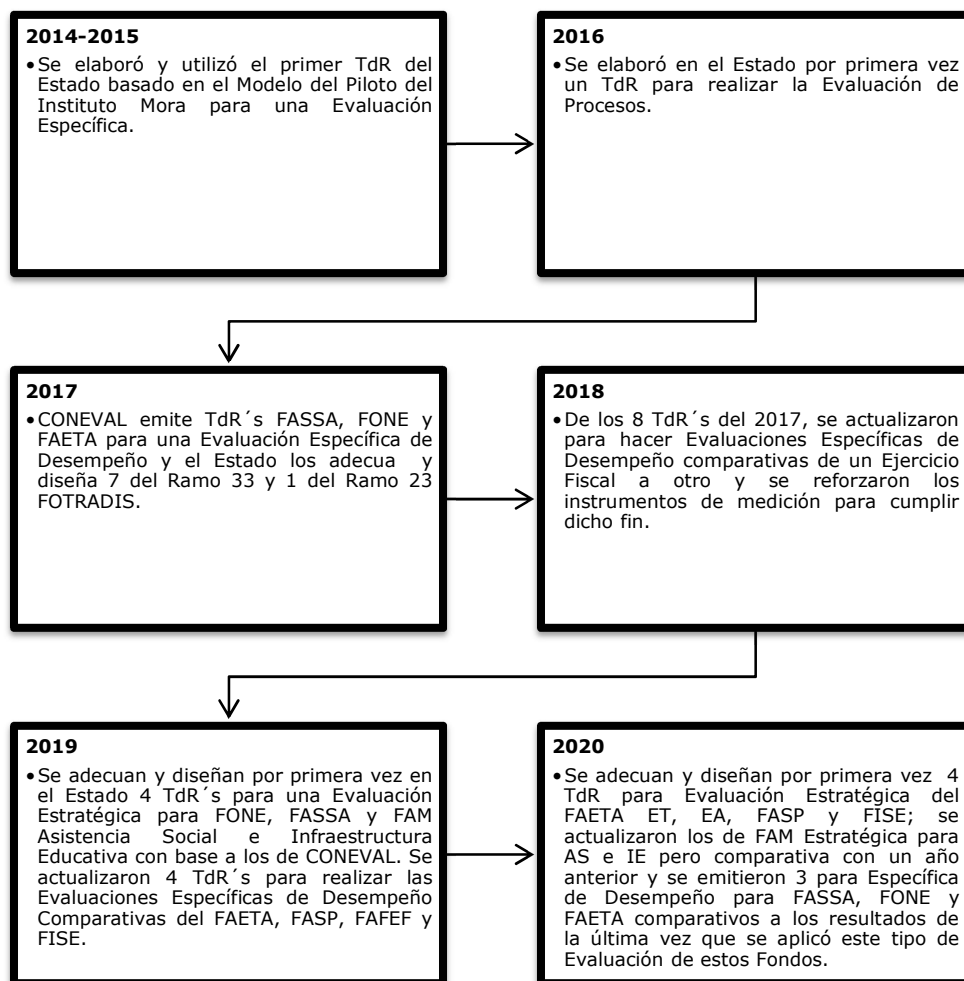 2014-2015
•Se elaboró y utilizó el primer TdR del
Estado basado en el Modelo del Piloto del
Instituto Mora para una Evaluación
Específica.
2016
•Se elaboró en el Estado por primera vez
un TdR para realizar la Evaluación de
Procesos.
2017
•CONEVAL emite TdR´s FASSA, FONE y
FAETA para una Evaluación Específica de
Desempeño y el Estado los adecua y
diseña 7 del Ramo 33 y 1 del Ramo 23
FOTRADIS.
2018
•De los 8 TdR´s del 2017, se actualizaron
para hacer Evaluaciones Específicas de
Desempeño comparativas de un Ejercicio
Fiscal a otro y se reforzaron los
instrumentos de medición para cumplir
dicho fin.
2019
•Se adecuan y diseñan por primera vez en
el Estado 4 TdR´s para una Evaluación
Estratégica para FONE, FASSA y FAM
Asistencia Social e Infraestructura
Educativa con base a los de CONEVAL. Se
actualizaron 4 TdR´s para realizar las
Evaluaciones Específicas de Desempeño
Comparativas del FAETA, FASP, FAFEF y
FISE.
2020
•Se adecuan y diseñan por primera vez 4
TdR para Evaluación Estratégica del
FAETA ET, EA, FASP y FISE; se
actualizaron los de FAM Estratégica para
AS e IE pero comparativa con un año
anterior y se emitieron 3 para Específica
de Desempeño para FASSA, FONE y
FAETA comparativos a los resultados de
la última vez que se aplicó este tipo de
Evaluación de estos Fondos.